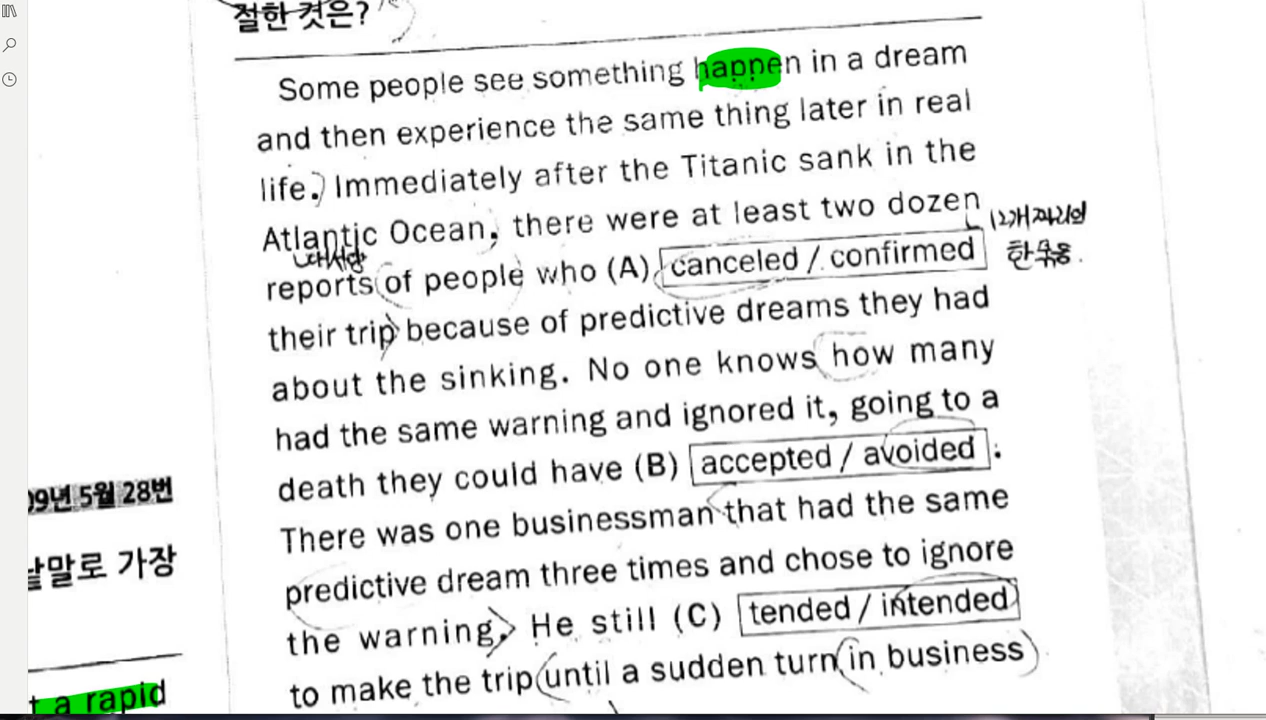 절한 것은?
Some people see something happen in a dream
and then experience the same thing later in real
life. Immediately after the Titanic sank in the
Atlantic Ocean, there were at least two dozen
12개짜리의
한묶음.
대서양
reports of people who (A) canceled / confirmed
their trip because of predictive dreams they had
about the sinking. No one knows how many
had the same warning and ignored it, going to a
death they could have (B) accepted / avoided.
There was one businessman that had the same
predictive dream three times and chose to ignore
the warning. He still (C) tended / intended
to make the trip until a sudden turn in business
09년 5월 28번
낱말로 가장
t a rapid